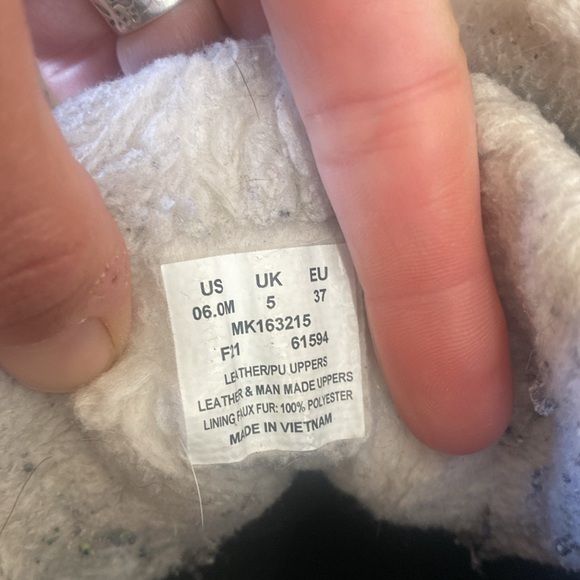 US UK EU
06.0M 5 37
MK163215
61594
LEATHER/PU UPPERS
LEATHER & MAN MADE UPPERS
LINING FAUX FUR: 100% POLYESTER
MADE IN VIETNAM